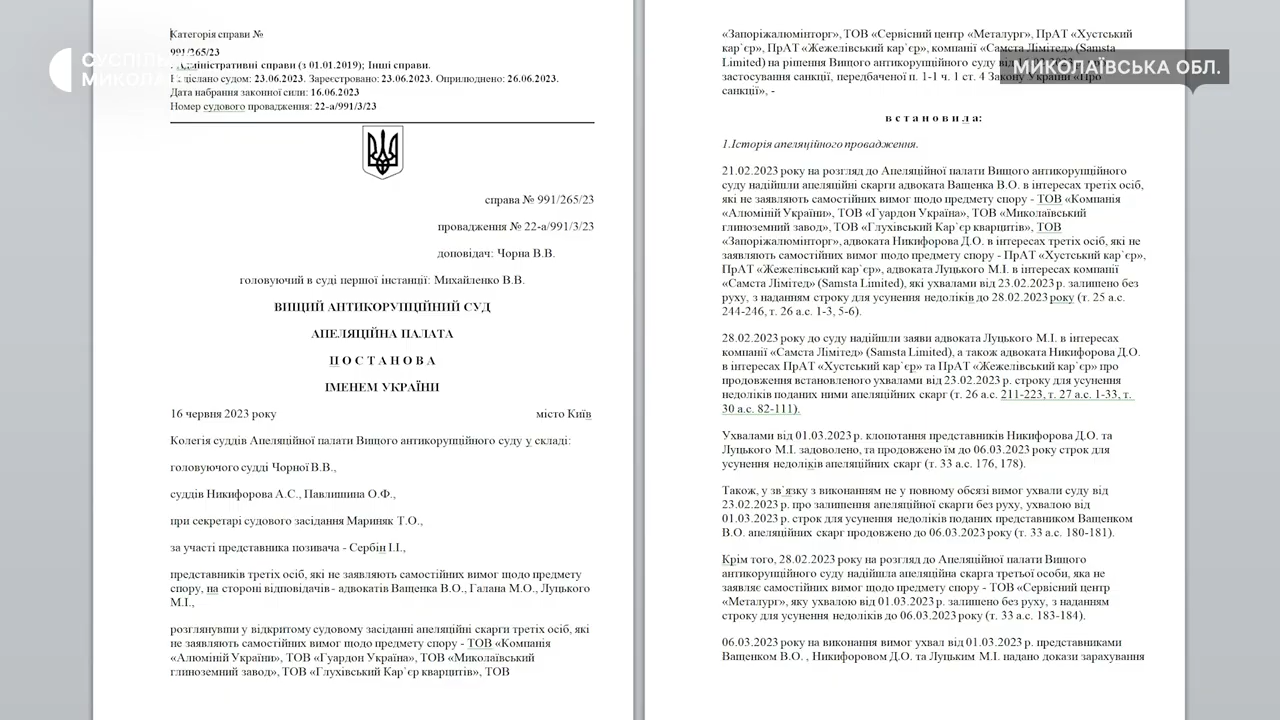 Категорія справи №
991/265/23
Адміністративні справи (з 01.01.2019); Інші справи.
Надіслано судом: 23.06.2023. Зареєстровано: 23.06.2023. Оприлюднено: 26.06.2023.
Дата набрання законної сили: 16.06.2023
Номер судового провадження: 22-а/991/3/23
СУСПІЛЬНЕ
МИКОЛАЇВ
справа № 991/265/23
провадження № 22-а/991/3/23
доповідач: Чорна В.В.
головуючий в суді першої інстанції: Михайленко В.В.
ВИЩИЙ АНТИКОРУПЦІЙНИЙ СУД
АПЕЛЯЦІЙНА ПАЛАТА
П О С Т А Н О В А
ІМЕНЕМ УКРАЇНИ
16 червня 2023 року місто Київ
Колегія суддів Апеляційної палати Вищого антикорупційного суду у складі:
головуючого судді Чорної В.В.,
суддів Никифорова А.С., Павлишина О.Ф.,
при секретарі судового засідання Мариняк Т.О.,
за участі представника позивача - Сербін І.І.,
представників третіх осіб, які не заявляють самостійних вимог щодо предмету
спору, на стороні відповідачів - адвокатів Ващенка В.О., Галана М.О., Луцького
М.І.,
розглянувши у відкритому судовому засіданні апеляційні скарги третіх осіб, які
не заявляють самостійних вимог щодо предмету спору - ТОВ «Компанія
«Алюміній України», ТОВ «Гуардон Україна», ТОВ «Миколаївський
глиноземний завод», ТОВ «Глухівський Кар`єр кварцитів», ТОВ
«Запоріжалюмінторг», ТОВ «Сервісний центр «Металург», ПрАТ «Хустський
кар`єр», ПрАТ «Жежелівський кар`єр», компанії «Самста Лімітед» (Samsta
Limited) на рішення Вищого антикорупційного суду
застосування санкції, передбаченої п. 1-1 ч. 1 ст. 4 Закону України «Про
санкції», -
МИКОЛАЇВСЬКА ОБЛ.
в с т а н о в и л а:
1.Історія апеляційного провадження.
21.02.2023 року на розгляд до Апеляційної палати Вищого антикорупційного
суду надійшли апеляційні скарги адвоката Ващенка В.О. в інтересах третіх осіб,
які не заявляють самостійних вимог щодо предмету спору - ТОВ «Компанія
«Алюміній України», ТОВ «Гуардон Україна», ТОВ «Миколаївський
глиноземний завод», ТОВ «Глухівський Кар`єр кварцитів», ТОВ
«Запоріжалюмінторг», адвоката Никифорова Д.О. в інтересах третіх осіб, які не
заявляють самостійних вимог щодо предмету спору - ПрАТ «Хустський кар`єр»,
ПрАТ «Жежелівський кар`єр», адвоката Луцького М.І. в інтересах компанії
«Самста Лімітед» (Samsta Limited), які ухвалами від 23.02.2023 р. залишено без
руху, з наданням строку для усунення недоліків до 28.02.2023 року (т. 25 а.с.
244-246, т. 26 а.с. 1-3, 5-6).
28.02.2023 року до суду надійшли заяви адвоката Луцького М.І. в інтересах
компанії «Самста Лімітед» (Samsta Limited), а також адвоката Никифорова Д.О.
в інтересах ПрАТ «Хустський кар`єр» та ПрАТ «Жежелівський кар`єр» про
продовження встановленого ухвалами від 23.02.2023 р. строку для усунення
недоліків поданих ними апеляційних скарг (т. 26 а.с. 211-223, т. 27 а.с. 1-33, т.
30 а.с. 82-111).
Ухвалами від 01.03.2023 р. клопотання представників Никифорова Д.О. та
Луцького М.І. задоволено, та продовжено їм до 06.03.2023 року строк для
усунення недоліків апеляційних скарг (т. 33 а.с. 176, 178).
Також, у зв`язку з виконанням не у повному обсязі вимог ухвали суду від
23.02.2023 р. про залишення апеляційної скарги без руху, ухвалою від
01.03.2023 р. строк для усунення недоліків поданих представником Ващенком
В.О. апеляційних скарг продовжено до 06.03.2023 року (т. 33 а.с. 180-181).
Крім того, 28.02.2023 року на розгляд до Апеляційної палати Вищого
антикорупційного суду надійшла апеляційна скарга третьої особи, яка не
заявляє самостійних вимог щодо предмету спору - ТОВ «Сервісний центр
«Металург», яку ухвалою від 01.03.2023 р. залишено без руху, з наданням
строку для усунення недоліків до 06.03.2023 року (т. 33 а.с. 183-184).
06.03.2023 року на виконання вимог ухвал від 01.03.2023 р. представниками
Ващенком В.О. , Никифоровом Д.О. та Луцьким М.І. надано докази зарахування